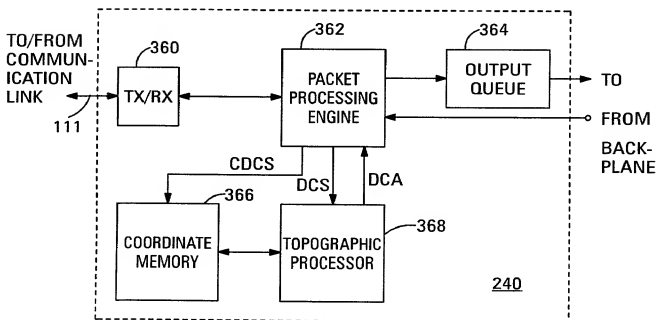 TO/FROM
COMMUN-
ICATION
LINK
111
360
TX/RX
362
PACKET
PROCESSING
ENGINE
364
OUTPUT
QUEUE
TO
FROM
BACK-
PLANE
CDCS
DCS
DCA
366
COORDINATE
MEMORY
368
TOPOGRAPHIC
PROCESSOR
240